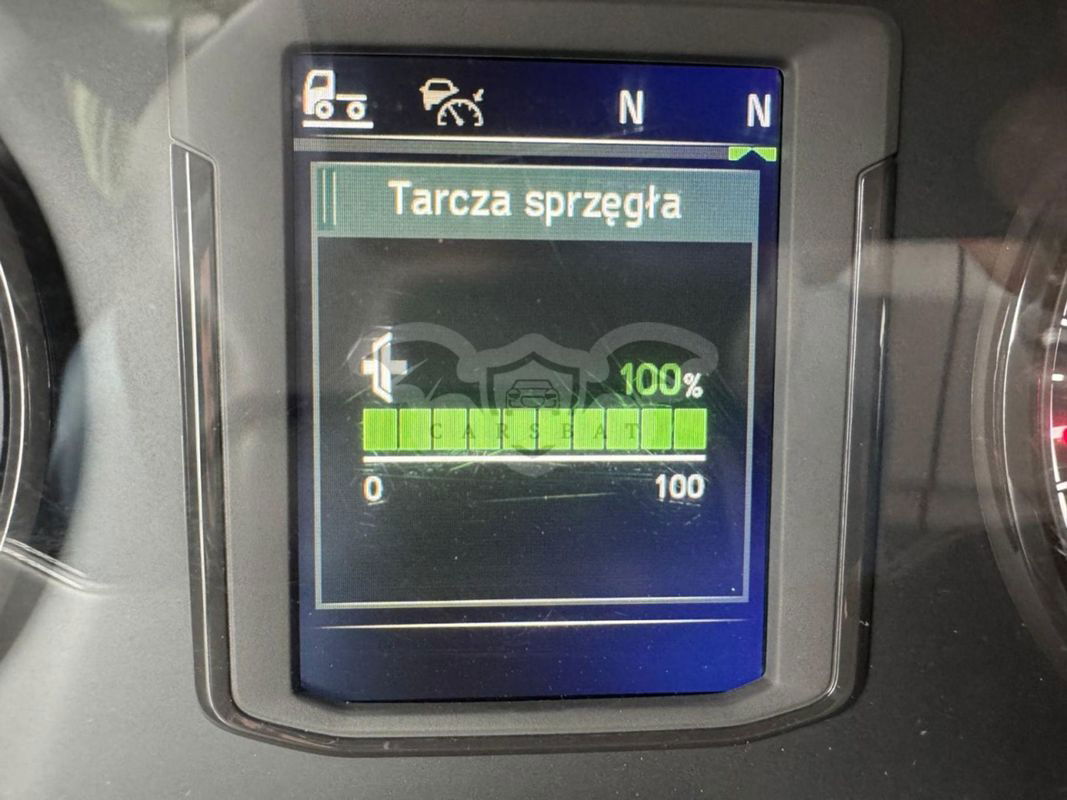 N N
Tarcza sprzęgła
100%
CARSBAT
0 100